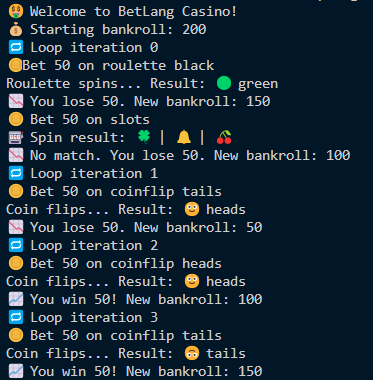 🤑 Welcome to BetLang Casino!
💰 Starting bankroll: 200
🔁 Loop iteration 0
🪙Bet 50 on roulette black
Roulette spins... Result: 🟢 green
📉 You lose 50. New bankroll: 150
🪙 Bet 50 on slots
🎰 Spin result: 🍀 | 🔔 | 🍒
📉 No match. You lose 50. New bankroll: 100
🔁 Loop iteration 1
🪙 Bet 50 on coinflip tails
Coin flips... Result: 🙂 heads
📉 You lose 50. New bankroll: 50
🔁 Loop iteration 2
🪙 Bet 50 on coinflip heads
Coin flips... Result: 🙂 heads
📈 You win 50! New bankroll: 100
🔁 Loop iteration 3
🪙 Bet 50 on coinflip tails
Coin flips... Result: 🙃 tails
📈 You win 50! New bankroll: 150